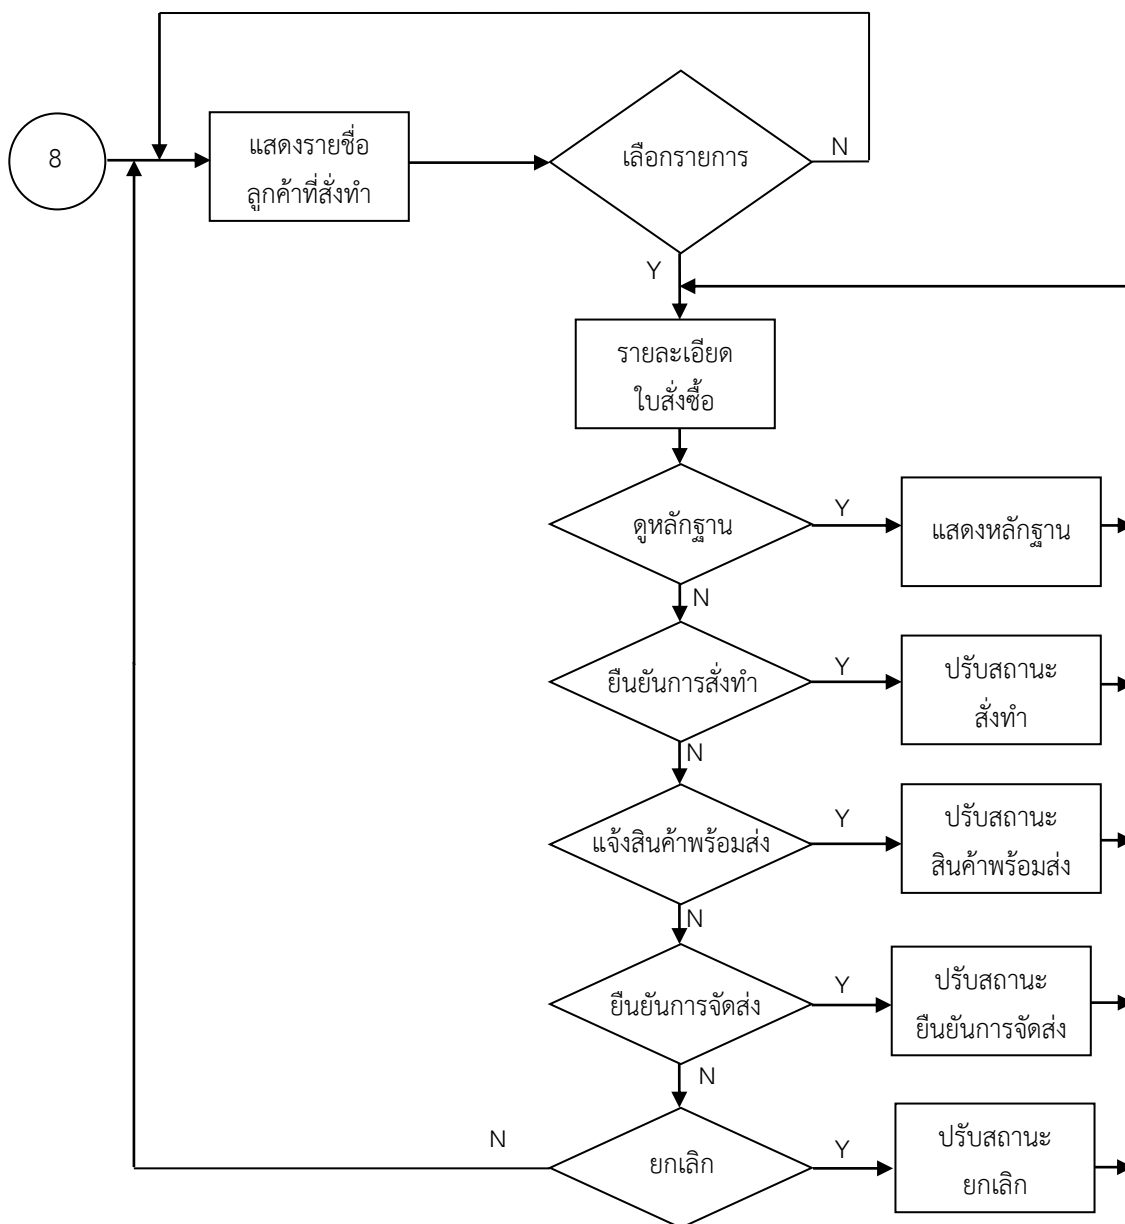 8
แสดงรายชื่อ
ลูกค้าที่สั่งทำ
เลือกรายการ
N
Y
รายละเอียด
ใบสั่งซื้อ
ดูหลักฐาน
Y
แสดงหลักฐาน
N
ยืนยันการสั่งทำ
Y
ปรับสถานะ
สั่งทำ
N
แจ้งสินค้าพร้อมส่ง
Y
ปรับสถานะ
สินค้าพร้อมส่ง
N
ยืนยันการจัดส่ง
Y
ปรับสถานะ
ยืนยันการจัดส่ง
N
N
ยกเลิก
Y
ปรับสถานะ
ยกเลิก